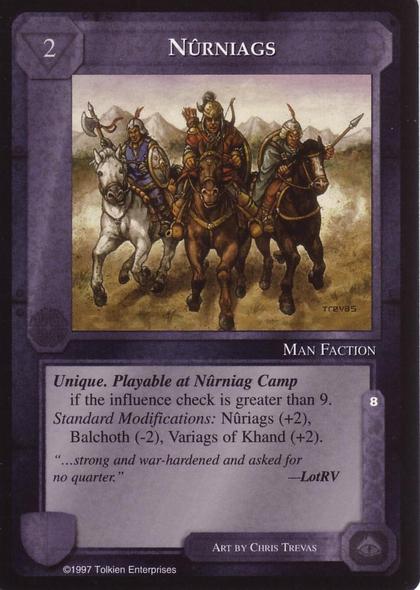 2
NÛRNIAGS
TREVAS
MAN FACTION
Unique. Playable at Nûrniag Camp
if the influence check is greater than 9.
Standard Modifications: Nûriags (+2),
Balchoth (-2), Variags of Khand (+2).
8
“...strong and war-hardened and asked for
no quarter.” —LotRV
ART BY CHRIS TREVAS
©1997 Tolkien Enterprises